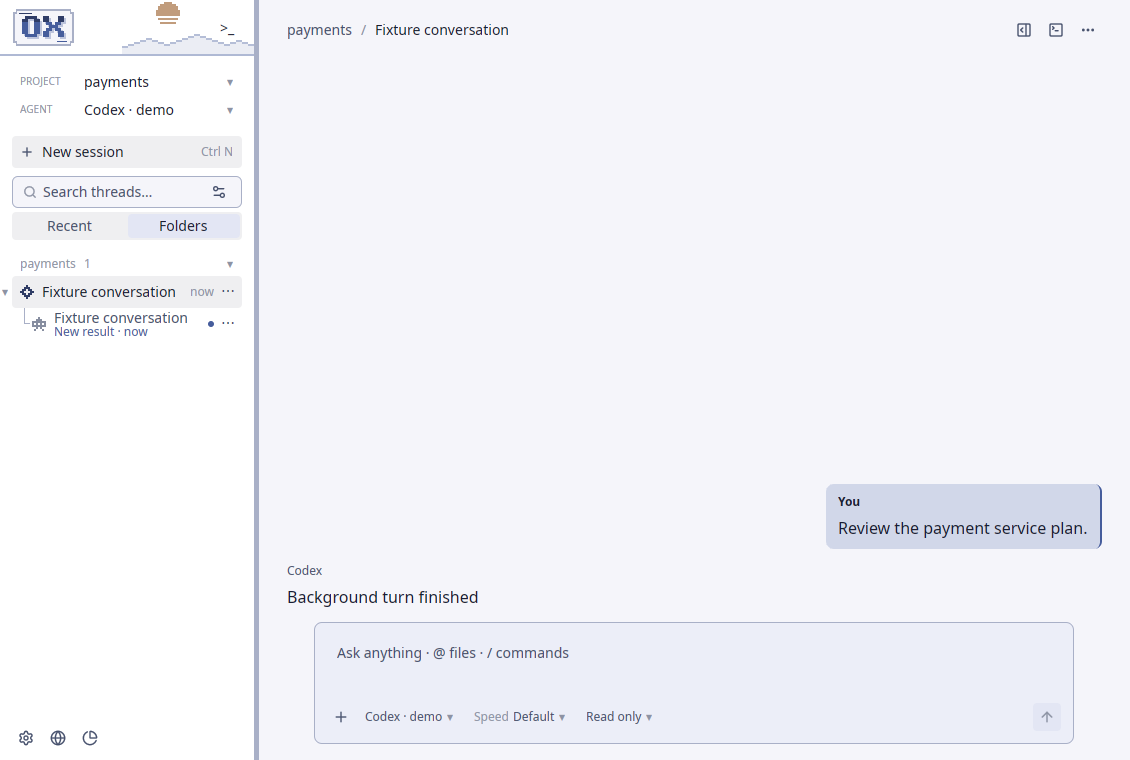 OX
>_
PROJECT payments
AGENT Codex · demo
+ New session Ctrl N
Search threads...
Recent Folders
payments 1
Fixture conversation now ...
Fixture conversation
New result · now ...
payments / Fixture conversation
You
Review the payment service plan.
Codex
Background turn finished
Ask anything · @ files · / commands
+ Codex · demo Speed Default Read only